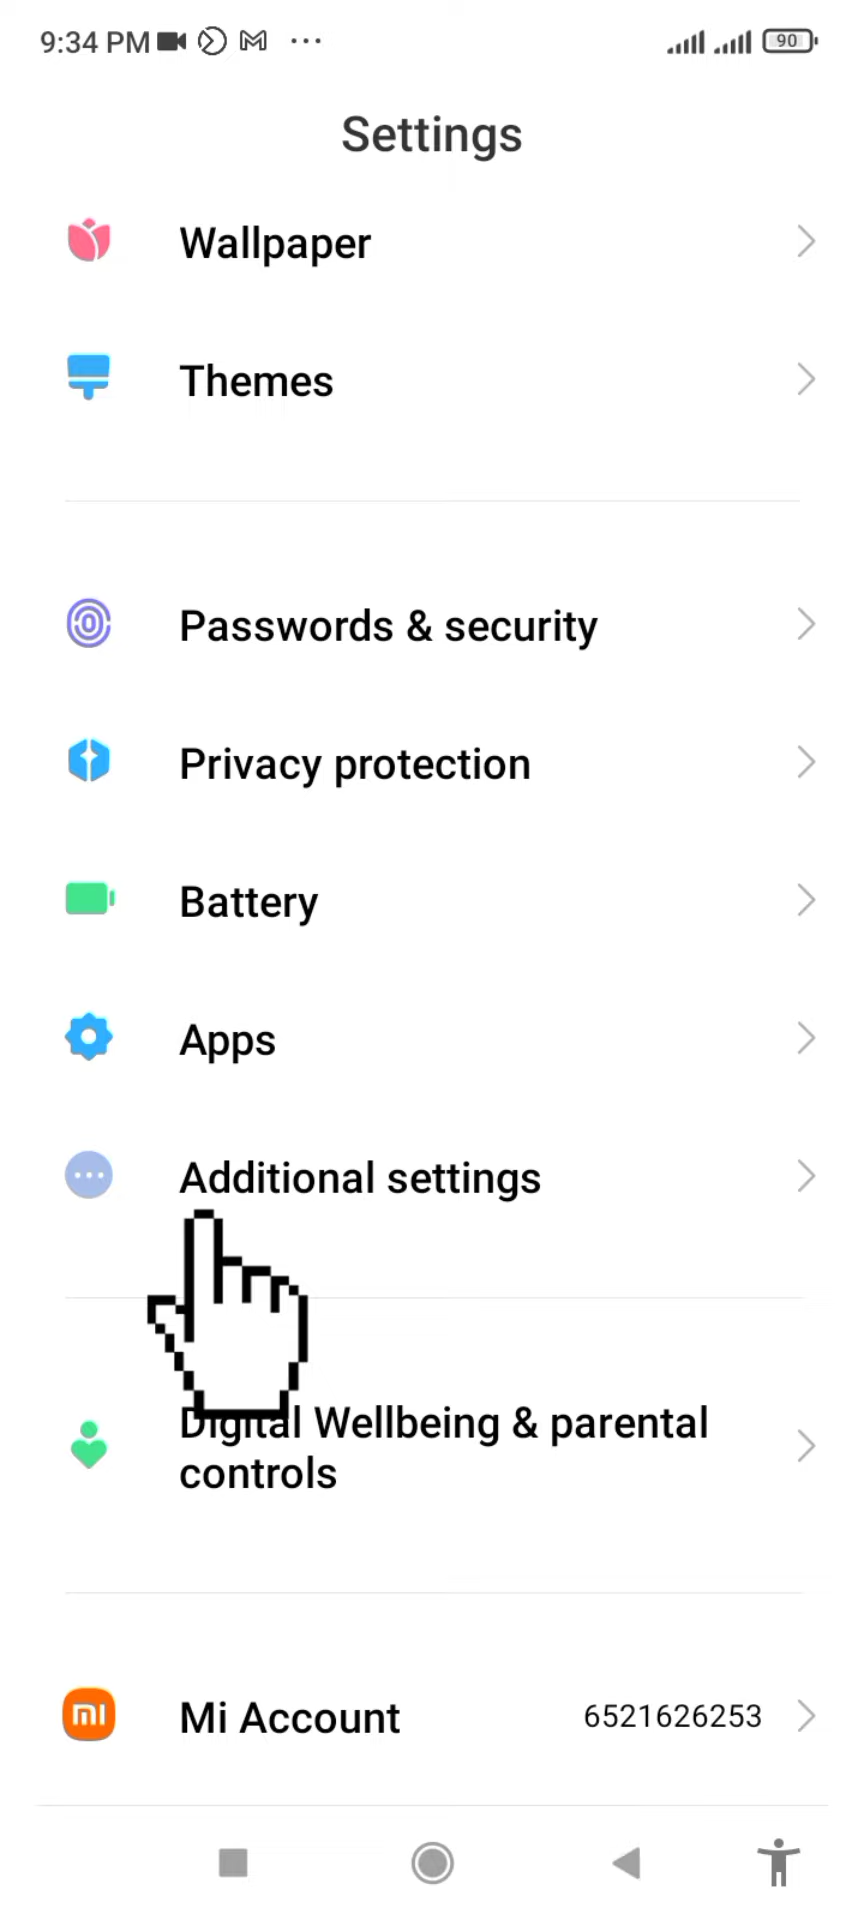 9:34 PM
90
Settings
Wallpaper
Themes
Passwords & security
Privacy protection
Battery
Apps
Additional settings
Digital Wellbeing & parental
controls
Mi Account 6521626253